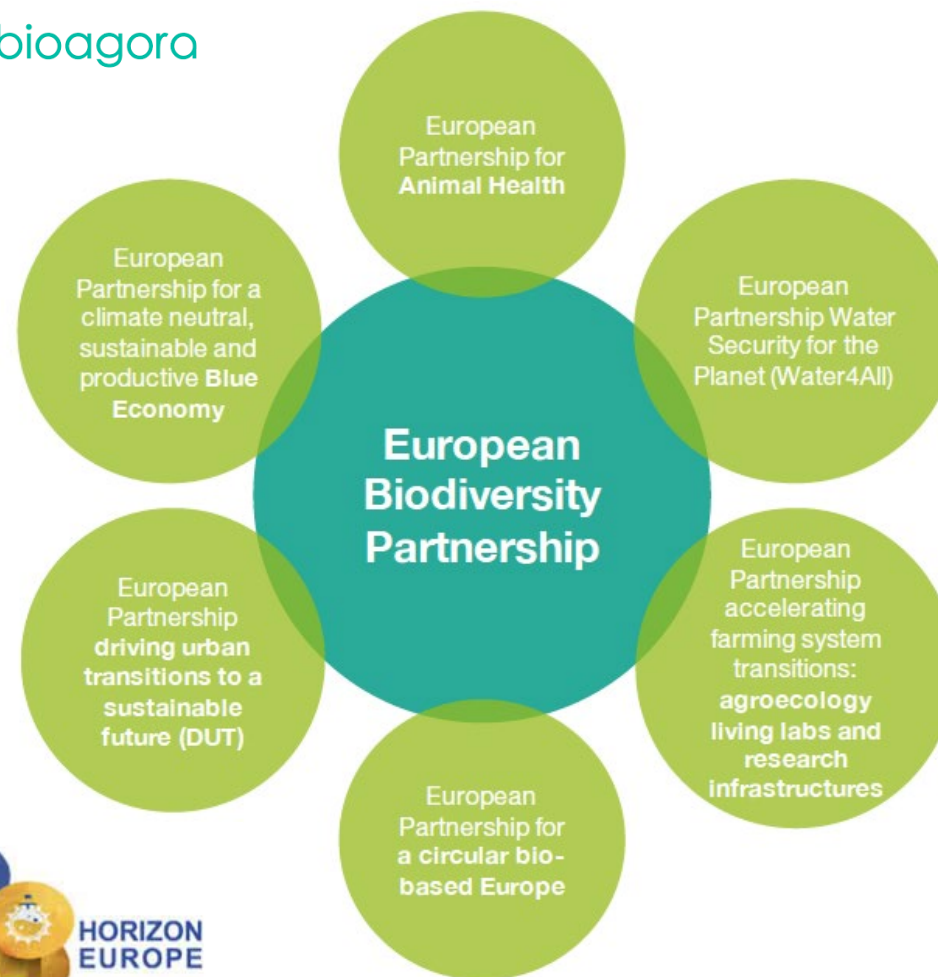 bioagora
European
Partnership for
Animal Health
European
Partnership for a
climate neutral,
sustainable and
productive Blue
Economy
European
Partnership Water
Security for the
Planet (Water4All)
European
Biodiversity
Partnership
European
Partnership
driving urban
transitions to a
sustainable
future (DUT)
European
Partnership
accelerating
farming system
transitions:
agroecology
living labs and
research
infrastructures
European
Partnership for
a circular bio-
based Europe
HORIZON
EUROPE